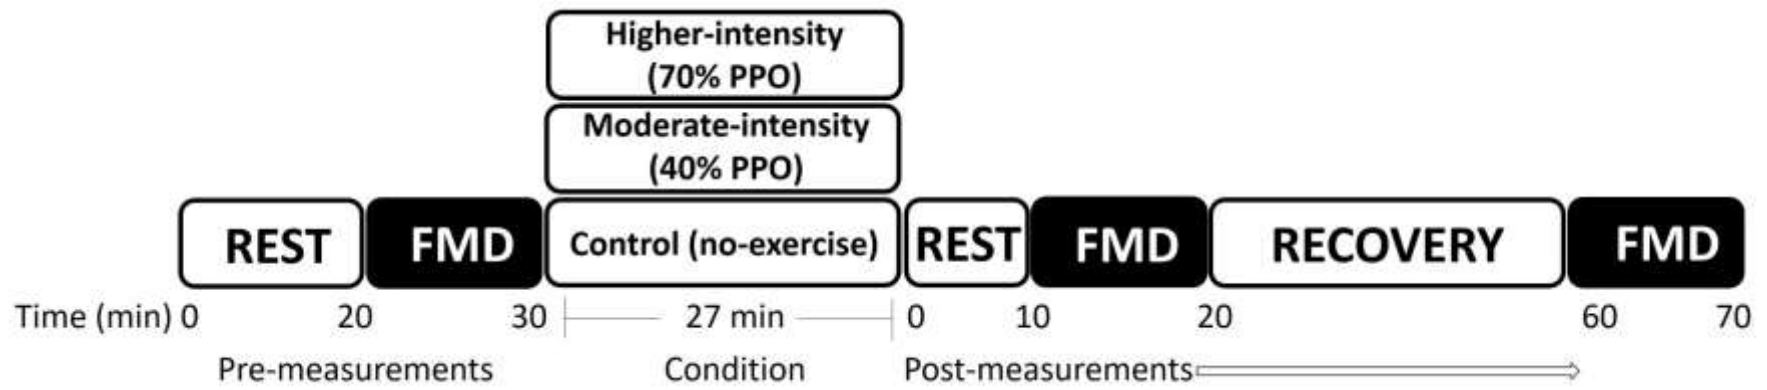 Higher-intensity
(70% PPO)
Moderate-intensity
(40% PPO)
REST FMD Control (no-exercise) REST FMD RECOVERY FMD
Time (min) 0 20 30 27 min 0 10 20 60 70
Pre-measurements Condition Post-measurements